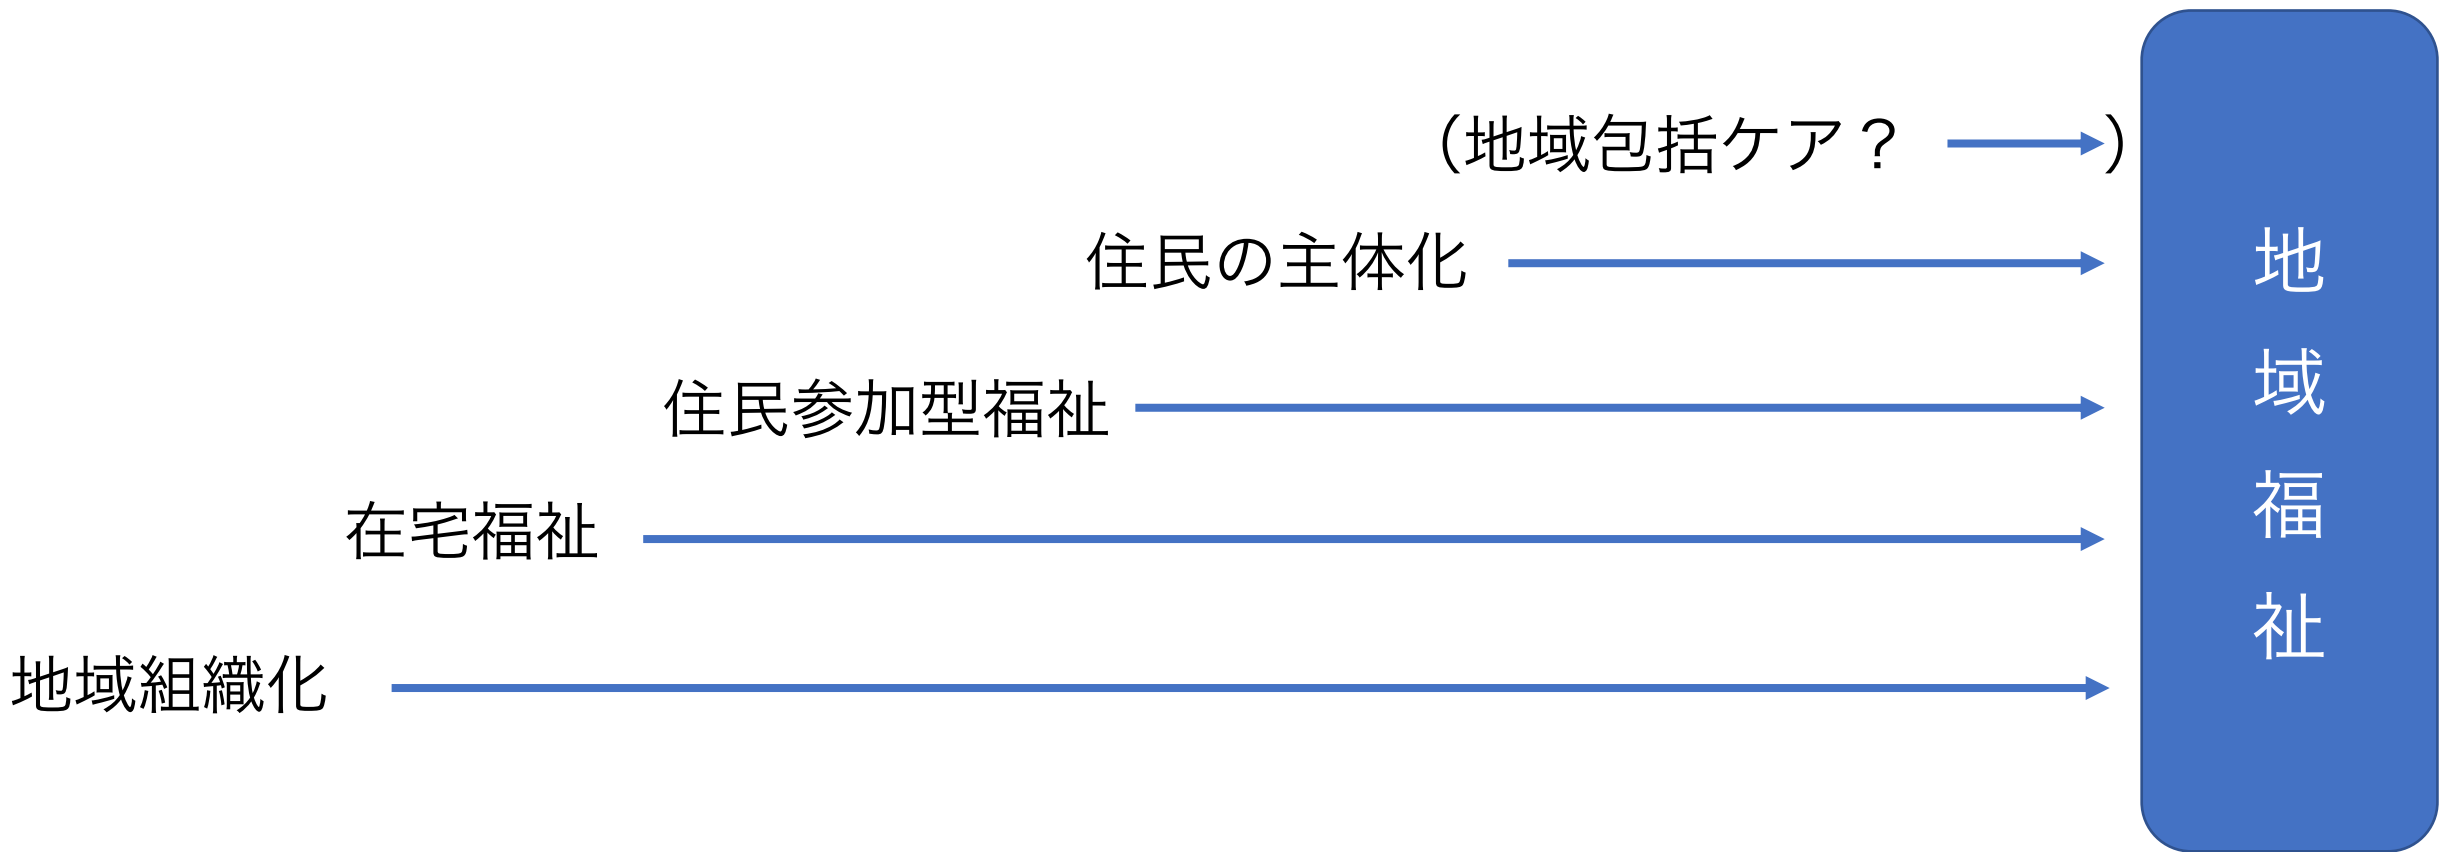 （地域包括ケア？　）
住民の主体化
住民参加型福祉
在宅福祉
地域組織化
地域福祉